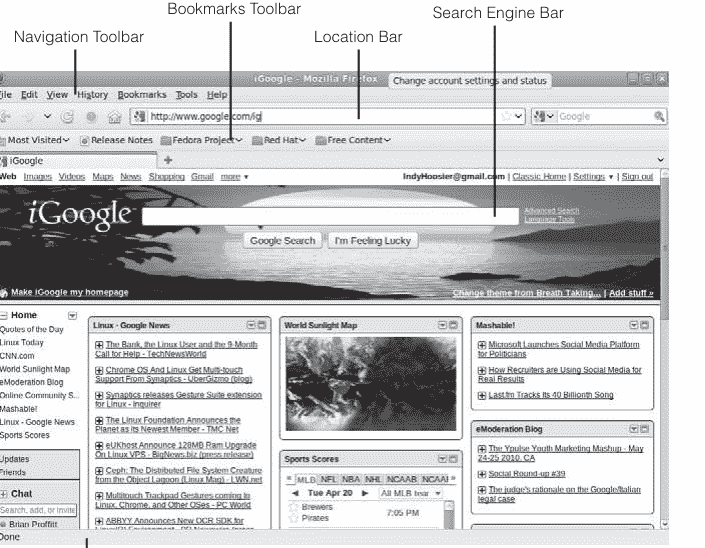 Bookmarks Toolbar
Search Engine Bar
Navigation Toolbar
Location Bar
iGoogle - Mozilla Firefox
Change account settings and status
File Edit View History Bookmarks Tools Help
http://www.google.com/ig
Google
Most Visited Release Notes Fedora Project Red Hat Free Content
iGoogle
Web Images Videos Maps News Shopping Gmail more
IndyHoosier@gmail.com | Classic Home | Settings | Sign out
iGoogle
Advanced Search
Language Tools
Google Search I'm Feeling Lucky
Make iGoogle my homepage
Change theme from Breath Taking... | Add stuff »
Home
Quotes of the Day
Linux Today
CNN.com
World Sunlight Map
eModeration Blog
Online Community S...
Mashable!
Linux - Google News
Sports Scores
Updates
Friends
Chat
Search, add, or invite
Brian Proffitt
Done
Linux - Google News
The Bank, the Linux User and the 9-Month
Call for Help - TechNewsWorld
Chrome OS And Linux Get Multi-touch
Support From Synaptics - UberGizmo (blog)
Synaptics releases Gesture Suite extension
for Linux - Inquirer
The Linux Foundation Announces the
Planet as its Newest Member - TMC Net
eUKhost Announce 128MB Ram Upgrade
On Linux VPS - BigNews.biz (press release)
Ceph: The Distributed File System Creature
from the Object Lagoon (Linux Mag) - LWN.net
Multitouch Trackpad Gestures coming to
Linux, Chrome, and Other OSes - PC World
ABBYY Announces New OCR SDK for
World Sunlight Map
Sports Scores
« MLB NFL NBA NHL NCAAB NCAAF »
Tue Apr 20 All MLB tear
Brewers
Pirates
7:05 PM
Mashable!
Microsoft Launches Social Media Platform
for Politicians
How Recruiters are Using Social Media for
Real Results
Last.fm Tracks Its 40 Billionth Song
eModeration Blog
The Ypulse Youth Marketing Mashup - May
24-25 2010, CA
Social Round-up #39
The judge's rationale on the Google/Italian
legal case